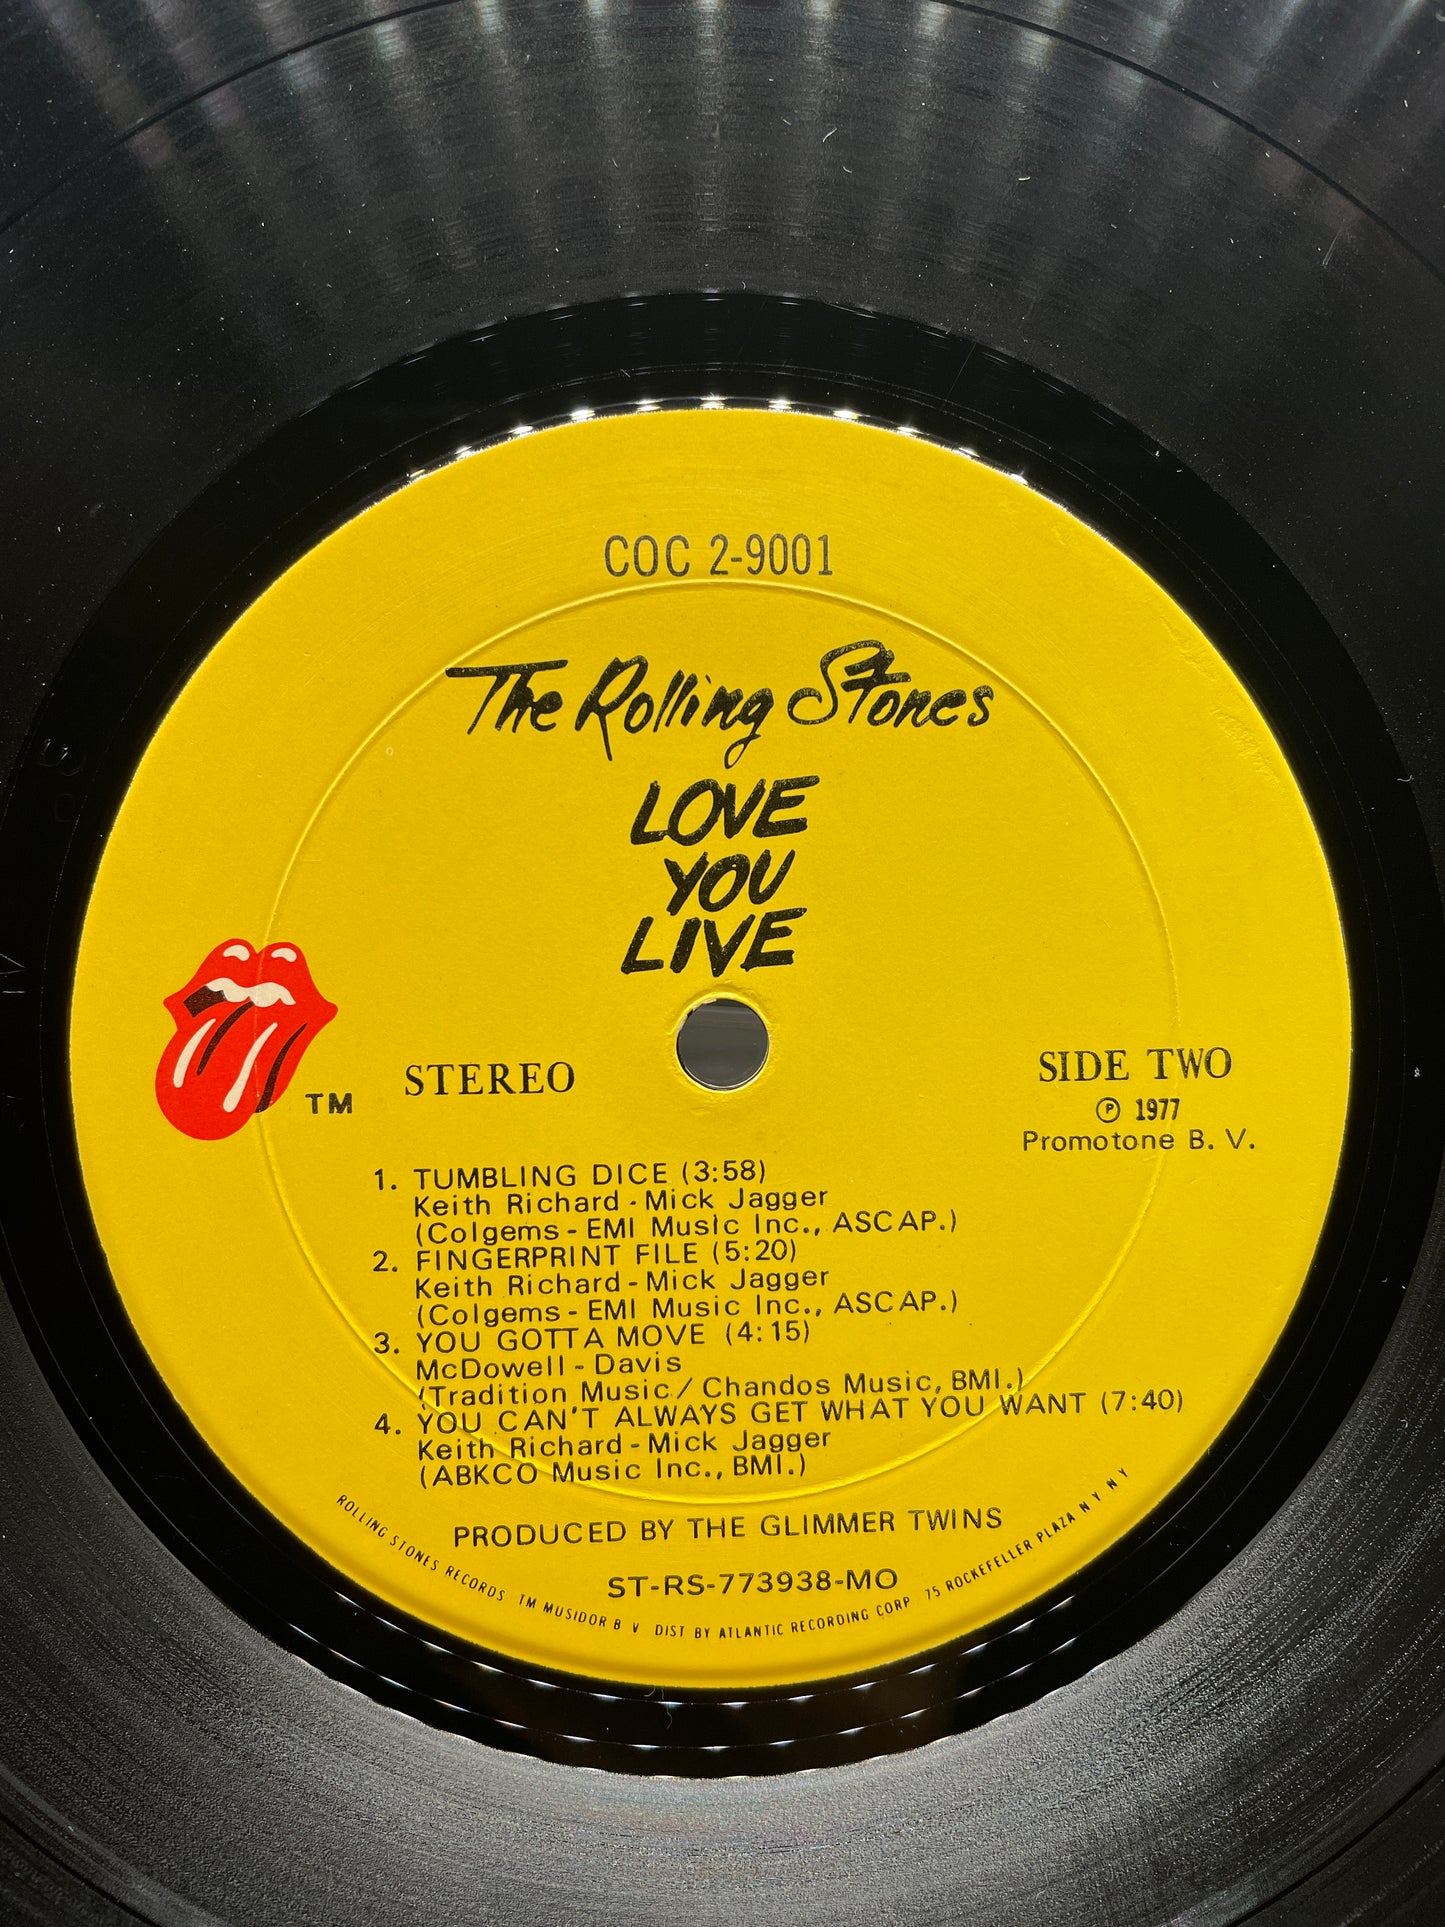 COC 2-9001
The Rolling Stones
LOVE
YOU
LIVE
TM
STEREO
SIDE TWO
Ⓟ 1977
Promotone B. V.
1. TUMBLING DICE (3:58)
Keith Richard - Mick Jagger
(Colgems - EMI Music Inc., ASCAP.)
2. FINGERPRINT FILE (5:20)
Keith Richard - Mick Jagger
(Colgems - EMI Music Inc., ASCAP.)
3. YOU GOTTA MOVE (4:15)
McDowell - Davis
(Tradition Music / Chandos Music, BMI.)
4. YOU CAN'T ALWAYS GET WHAT YOU WANT (7:40)
Keith Richard - Mick Jagger
(ABKCO Music Inc., BMI.)
PRODUCED BY THE GLIMMER TWINS
ST-RS-773938-MO
ROLLING STONES RECORDS TM MUSIDOR B V DIST BY ATLANTIC RECORDING CORP 75 ROCKEFELLER PLAZA N Y N Y